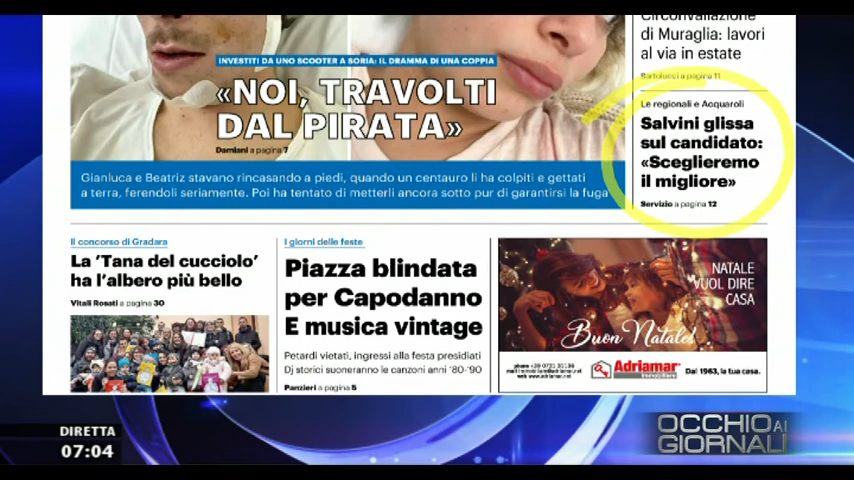 Circonvallazione
di Muraglia: lavori
al via in estate
Bartolucci a pagina 11
INVESTITI DA UNO SCOOTER A SORIA: IL DRAMMA DI UNA COPPIA
«NOI, TRAVOLTI
DAL PIRATA»
Damiani a pagina 7
Gianluca e Beatriz stavano rincasando a piedi, quando un centauro li ha colpiti e gettati
a terra, ferendoli seriamente. Poi ha tentato di metterli ancora sotto pur di garantirsi la fuga
Le regionali e Acquaroli
Salvini glissa
sul candidato:
«Sceglieremo
il migliore»
Servizio a pagina 12
Il concorso di Gradara
La 'Tana del cucciolo'
ha l'albero più bello
Vitali Rosati a pagina 30
I giorni delle feste
Piazza blindata
per Capodanno
E musica vintage
Petardi vietati, ingressi alla festa presidiati
Dj storici suoneranno le canzoni anni '80-'90
Panzieri a pagina 5
NATALE
VUOL DIRE
CASA
Buon Natale!
Adriamar
immobiliare
Dal 1963, la tua casa.
DIRETTA
07:04
OCCHIO AI
GIORNALI